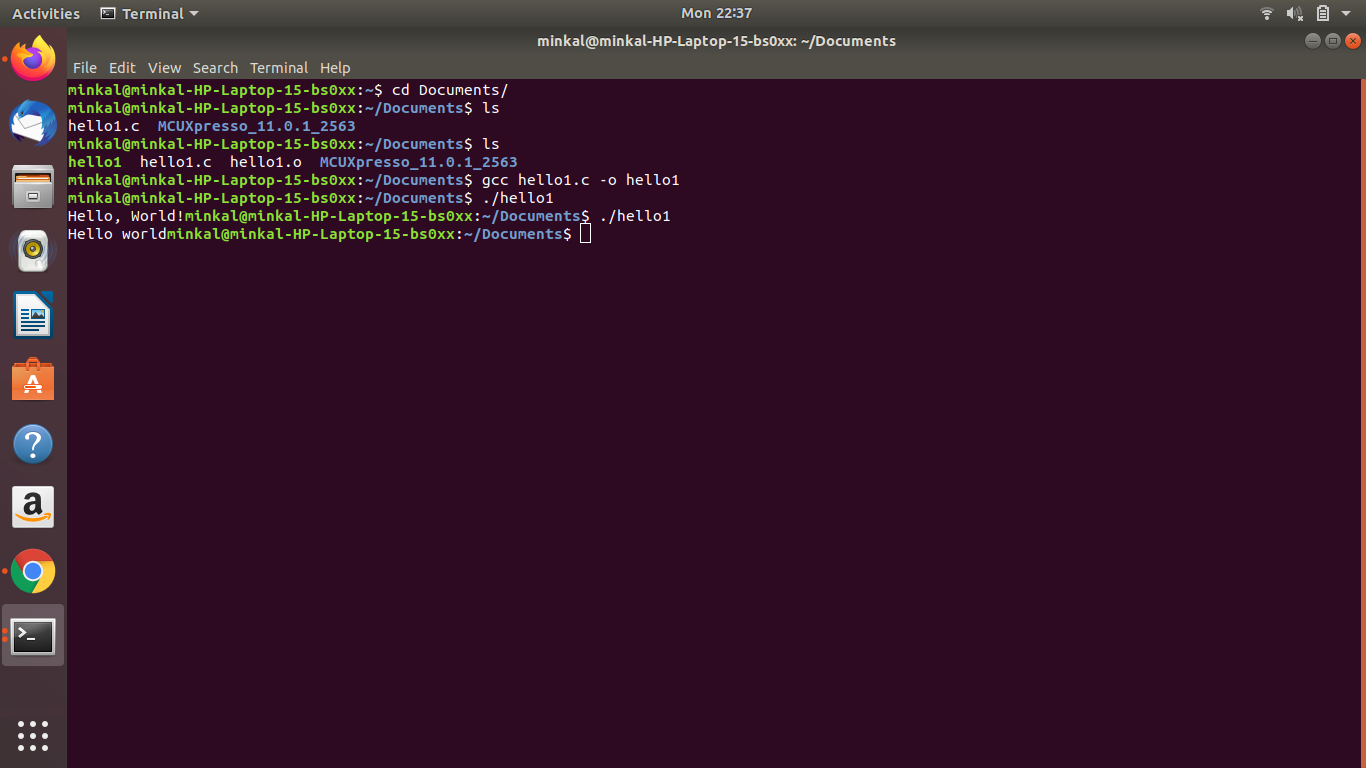 Activities Terminal Mon 22:37
minkal@minkal-HP-Laptop-15-bs0xx: ~/Documents
File Edit View Search Terminal Help
minkal@minkal-HP-Laptop-15-bs0xx:~$ cd Documents/
minkal@minkal-HP-Laptop-15-bs0xx:~/Documents$ ls
hello1.c  MCUXpresso_11.0.1_2563
minkal@minkal-HP-Laptop-15-bs0xx:~/Documents$ ls
hello1  hello1.c  hello1.o  MCUXpresso_11.0.1_2563
minkal@minkal-HP-Laptop-15-bs0xx:~/Documents$ gcc hello1.c -o hello1
minkal@minkal-HP-Laptop-15-bs0xx:~/Documents$ ./hello1
Hello, World!minkal@minkal-HP-Laptop-15-bs0xx:~/Documents$ ./hello1
Hello worldminkal@minkal-HP-Laptop-15-bs0xx:~/Documents$